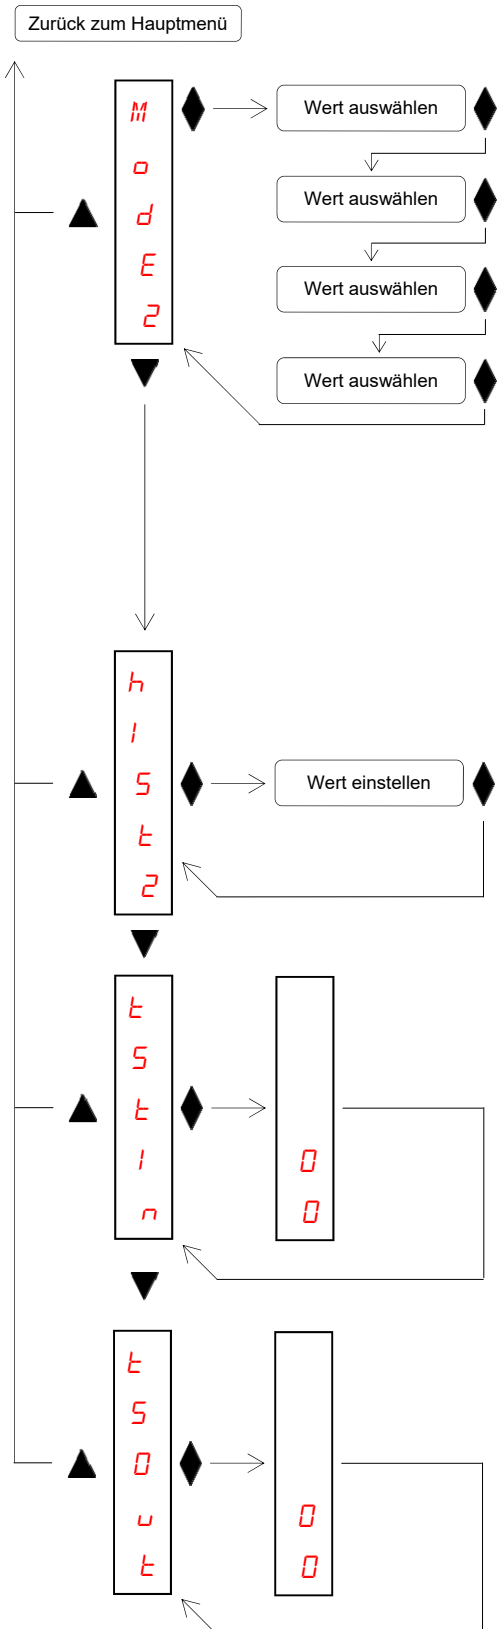 Zurück zum Hauptmenü
ModE2
Wert auswählen
Wert auswählen
Wert auswählen
Wert auswählen
hISt2
Wert einstellen
tStIn
00
tSOut
00